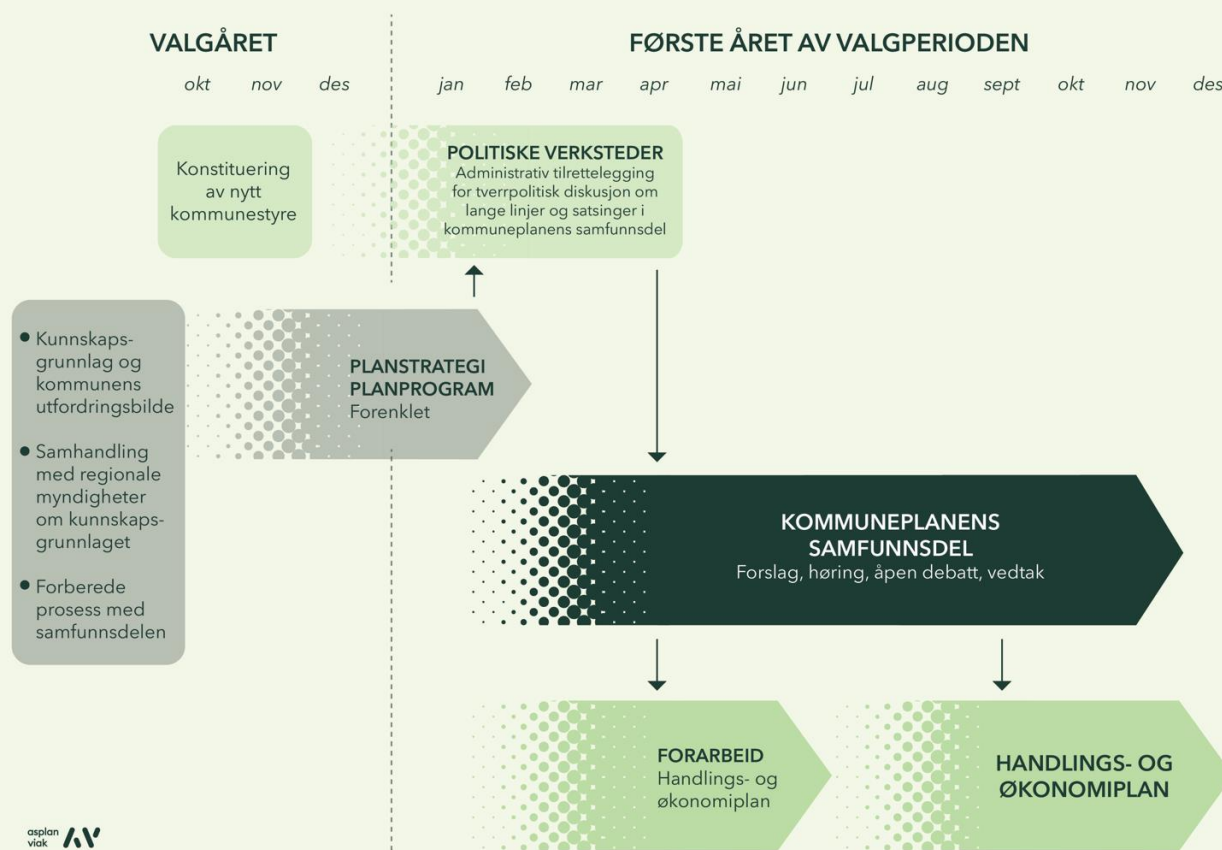 VALGÅRET
FØRSTE ÅRET AV VALGPERIODEN
okt nov des jan feb mar apr mai jun jul aug sept okt nov des
Konstituering
av nytt
kommunestyre
POLITISKE VERKSTEDER
Administrativ tilrettelegging
for tverrpolitisk diskusjon om
lange linjer og satsinger i
kommuneplanens samfunnsdel
• Kunnskaps-
grunnlag og
kommunens
utfordringsbilde
• Samhandling
med regionale
myndigheter
om kunnskaps-
grunnlaget
• Forberede
prosess med
samfunnsdelen
PLANSTRATEGI
PLANPROGRAM
Forenklet
KOMMUNEPLANENS
SAMFUNNSDEL
Forslag, høring, åpen debatt, vedtak
FORARBEID
Handlings- og
økonomiplan
HANDLINGS- OG
ØKONOMIPLAN
asplan
viak